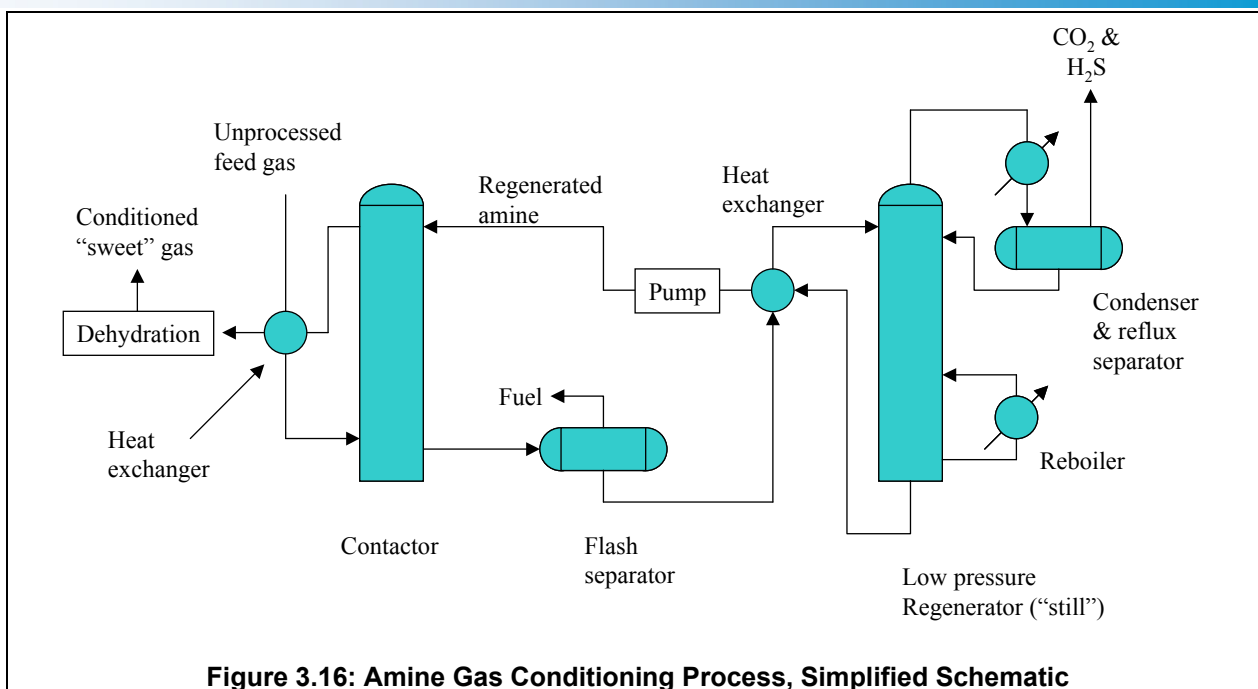 CO₂ &
H₂S
Unprocessed
feed gas
Regenerated
amine
Heat
exchanger
Conditioned
“sweet” gas
Pump
Dehydration
Condenser
& reflux
separator
Fuel
Heat
exchanger
Reboiler
Contactor
Flash
separator
Low pressure
Regenerator (“still”)
Figure 3.16: Amine Gas Conditioning Process, Simplified Schematic